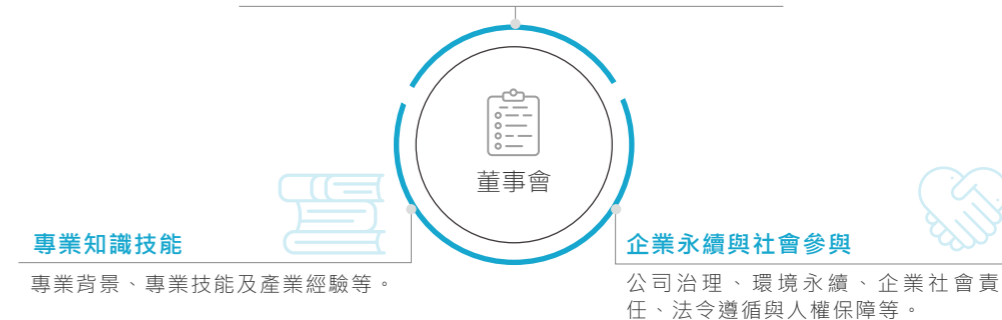 董事會
專業知識技能
專業背景、專業技能及產業經驗等。
企業永續與社會參與
公司治理、環境永續、企業社會責
任、法令遵循與人權保障等。